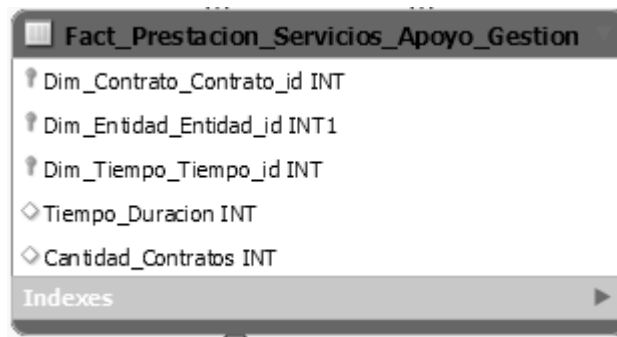 Fact_Prestacion_Servicios_Apoyo_Gestion
Dim_Contrato_Contrato_id INT
Dim_Entidad_Entidad_id INT1
Dim_Tiempo_Tiempo_id INT
Tiempo_Duracion INT
Cantidad_Contratos INT
Indexes